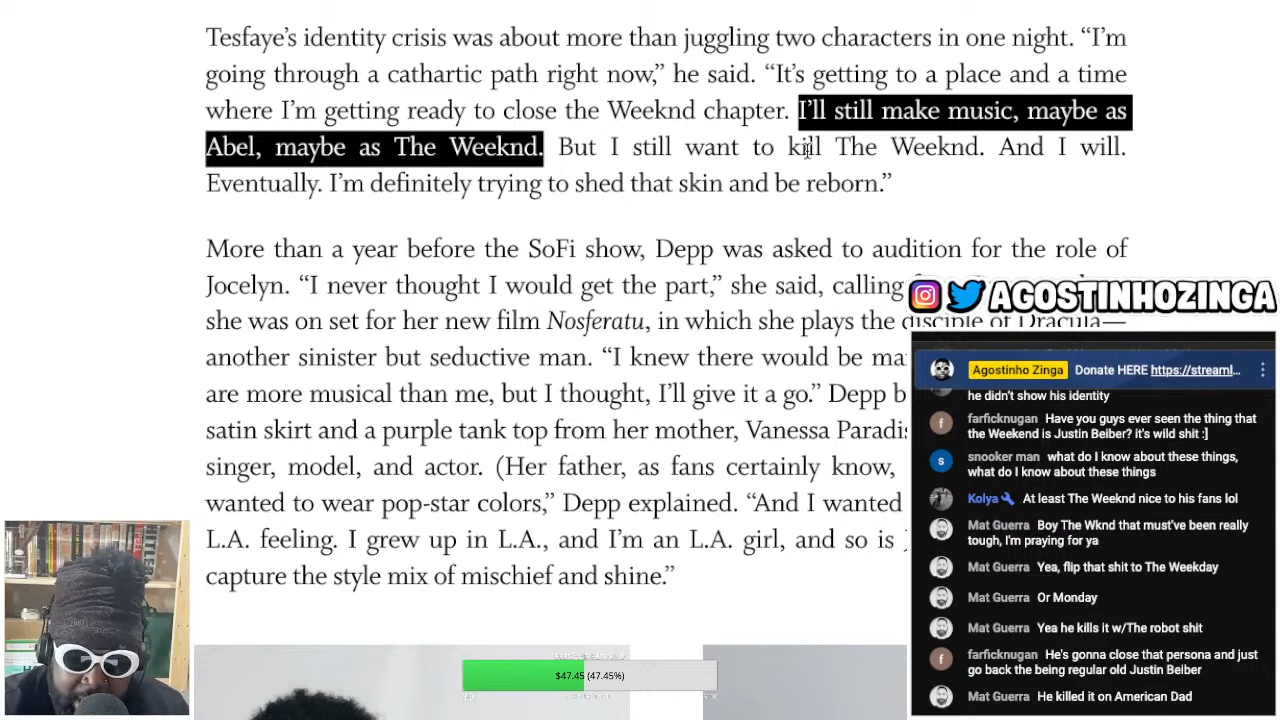 Tesfaye’s identity crisis was about more than juggling two characters in one night. “I’m
going through a cathartic path right now,” he said. “It’s getting to a place and a time
where I’m getting ready to close the Weeknd chapter. I’ll still make music, maybe as
Abel, maybe as The Weeknd. But I still want to kill The Weeknd. And I will.
Eventually. I’m definitely trying to shed that skin and be reborn.”
More than a year before the SoFi show, Depp was asked to audition for the role of
Jocelyn. “I never thought I would get the part,” she said, calling
she was on set for her new film Nosferatu, in which she plays the disciple of Dracula—
another sinister but seductive man. “I knew there would be
are more musical than me, but I thought, I’ll give it a go.” Depp
satin skirt and a purple tank top from her mother, Vanessa
singer, model, and actor. (Her father, as fans certainly know,
wanted to wear pop-star colors,” Depp explained. “And I wanted
L.A. feeling. I grew up in L.A., and I’m an L.A. girl, and so is
capture the style mix of mischief and shine.”
AGOSTINHOZINGA
Agostinho Zinga Donate HERE https://streaml...
he didn't show his identity
farficknugan Have you guys ever seen the thing that
the Weekend is Justin Beiber? it's wild shit :]
snooker man what do I know about these things,
what do I know about these things
Kolya At least The Weeknd nice to his fans lol
Mat Guerra Boy The Wknd that must've been really
tough, I'm praying for ya
Mat Guerra Yea, flip that shit to The Weekday
Mat Guerra Or Monday
Mat Guerra Yea he kills it w/The robot shit
farficknugan He's gonna close that persona and just
go back the being regular old Justin Beiber
Mat Guerra He killed it on American Dad
$47.45 (47.45%)